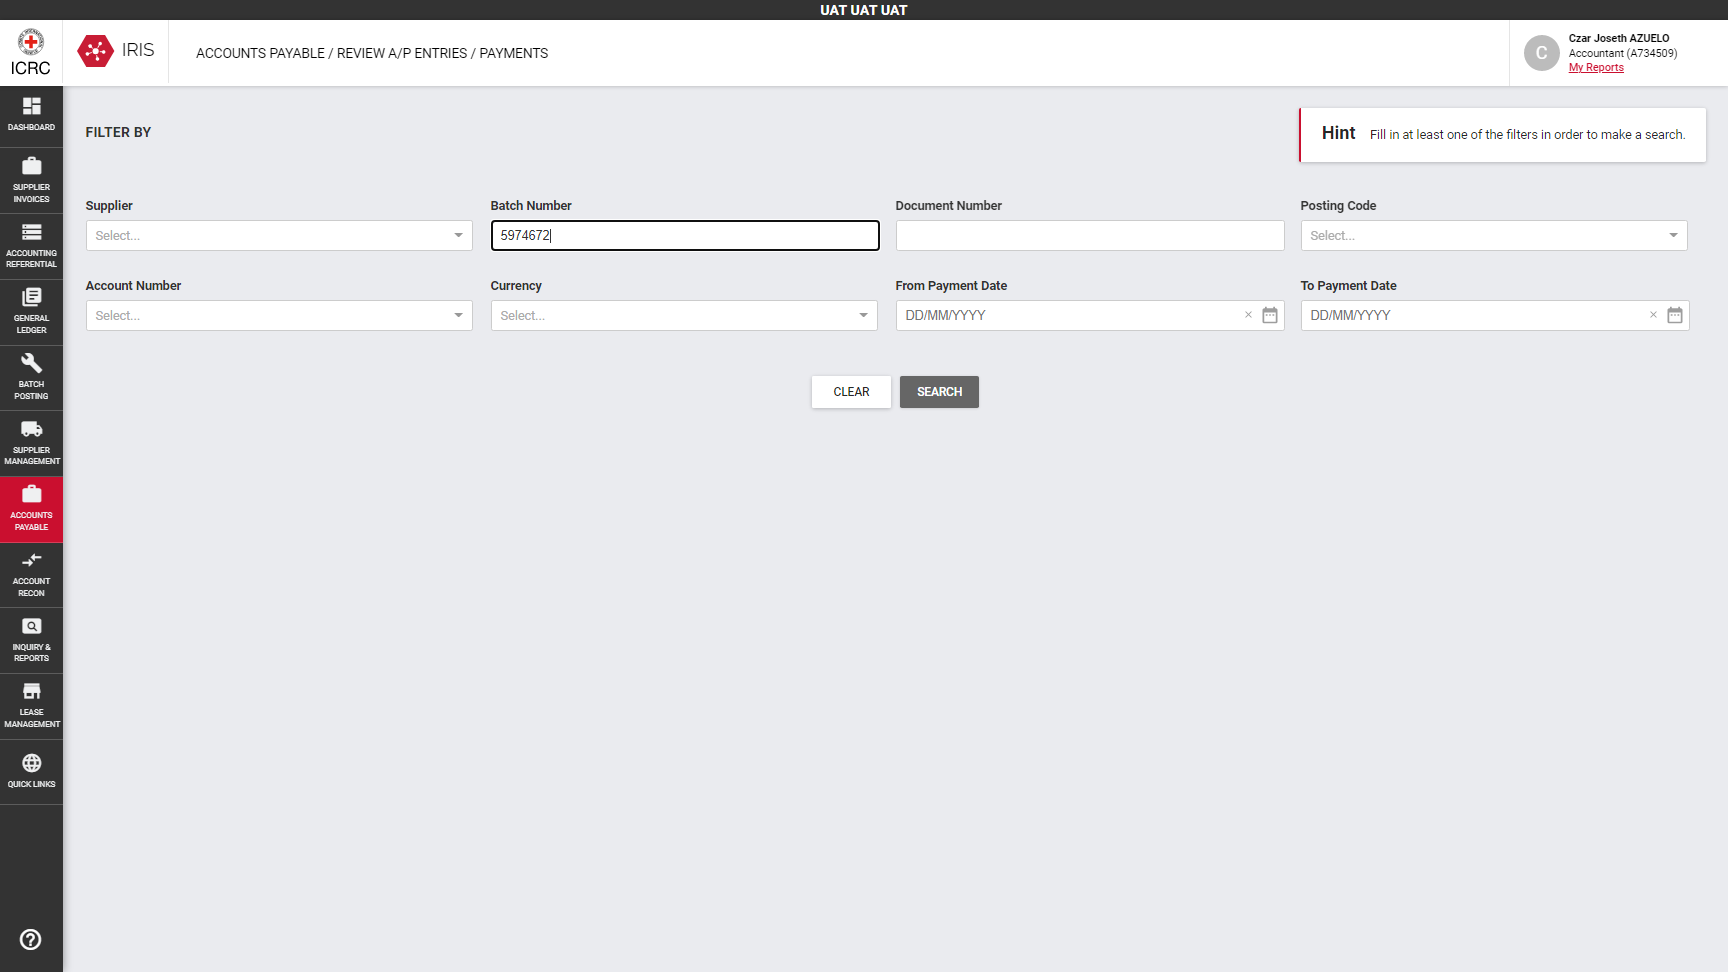 UAT UAT UAT
ICRC
IRIS
ACCOUNTS PAYABLE / REVIEW A/P ENTRIES / PAYMENTS
C
Czar Joseth AZUELO
Accountant (A734509)
My Reports
DASHBOARD
SUPPLIER
INVOICES
ACCOUNTING
REFERENTIAL
GENERAL
LEDGER
BATCH
POSTING
SUPPLIER
MANAGEMENT
ACCOUNTS
PAYABLE
ACCOUNT
RECON
INQUIRY &
REPORTS
LEASE
MANAGEMENT
QUICK LINKS
FILTER BY
Hint Fill in at least one of the filters in order to make a search.
Supplier
Select...
Batch Number
5974672
Document Number
Posting Code
Select...
Account Number
Select...
Currency
Select...
From Payment Date
DD/MM/YYYY
To Payment Date
DD/MM/YYYY
CLEAR
SEARCH